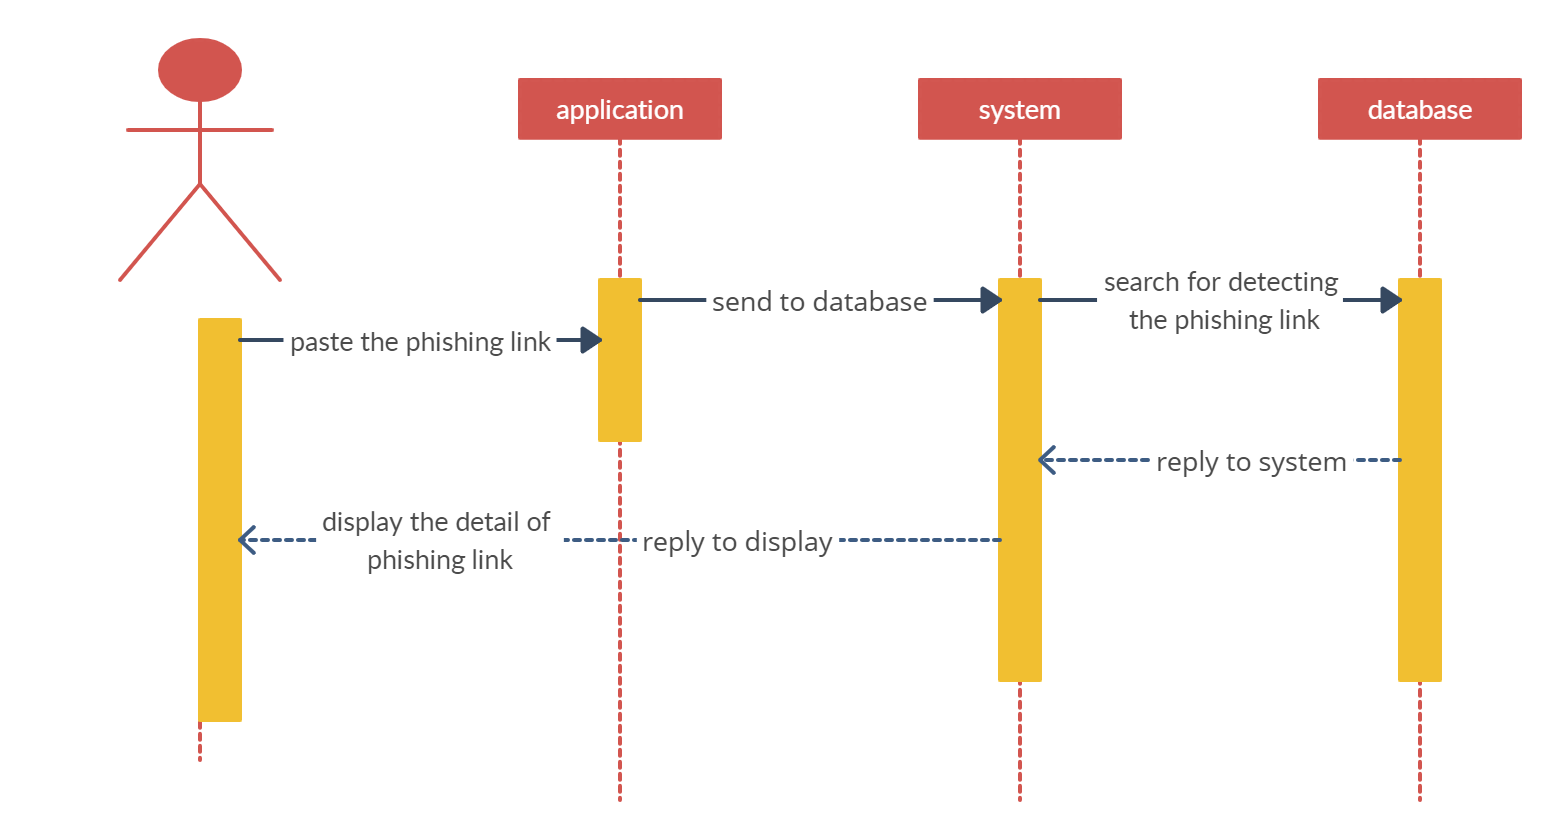 application
system
database
send to database
search for detecting
the phishing link
paste the phishing link
reply to system
display the detail of
phishing link
reply to display